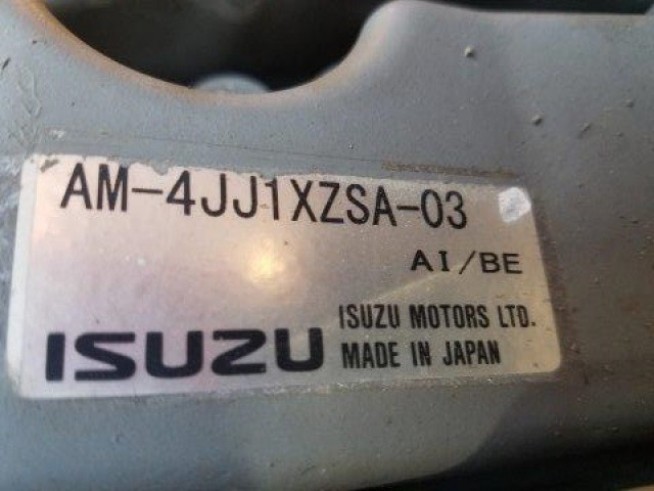 AM-4JJ1XZSA-03
AI/BE
ISUZU
ISUZU MOTORS LTD.
MADE IN JAPAN